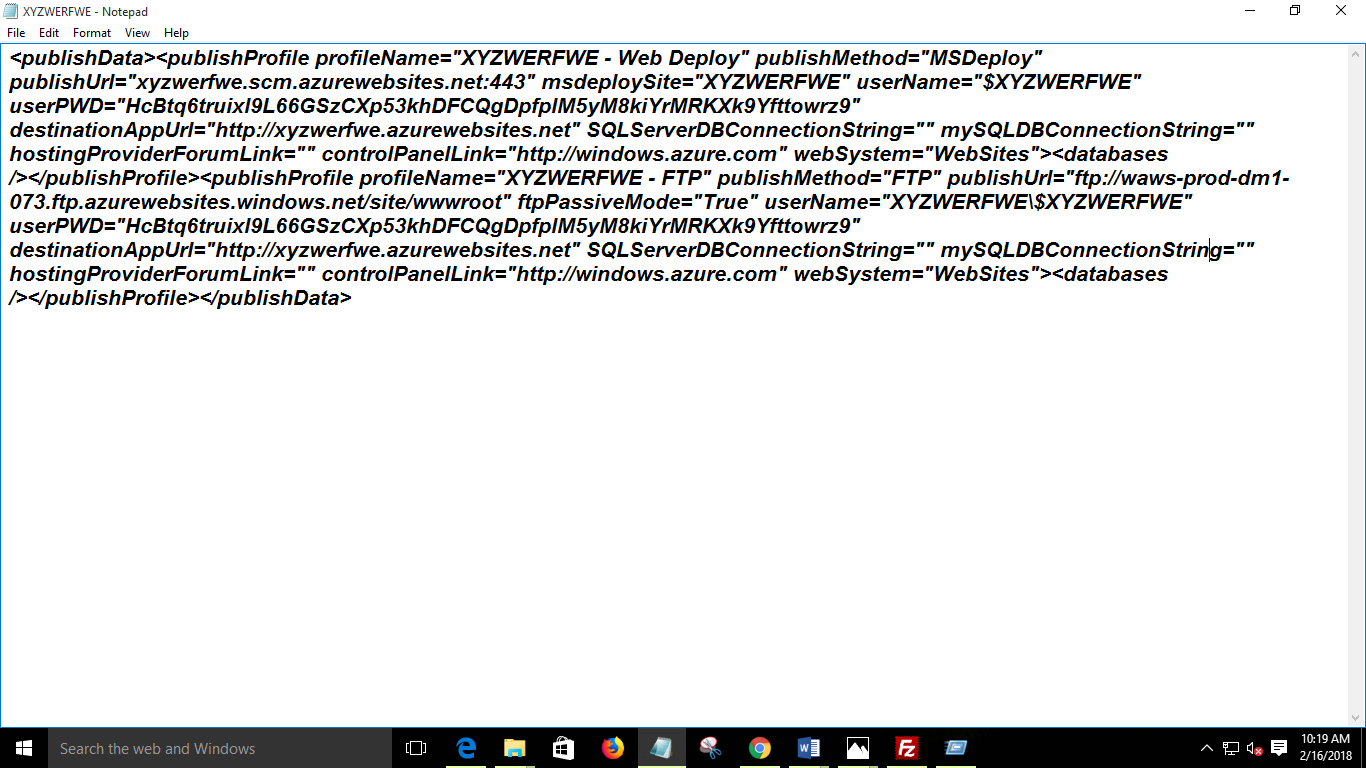 XYZWERFWE - Notepad
File Edit Format View Help
<publishData><publishProfile profileName="XYZWERFWE - Web Deploy" publishMethod="MSDeploy"
publishUrl="xyzwerfwe.scm.azurewebsites.net:443" msdeploySite="XYZWERFWE" userName="$XYZWERFWE"
userPWD="
destinationAppUrl="http://xyzwerfwe.azurewebsites.net" SQLServerDBConnectionString="" mySQLDBConnectionString=""
hostingProviderForumLink="" controlPanelLink="http://windows.azure.com" webSystem="WebSites"><databases
/></publishProfile><publishProfile profileName="XYZWERFWE - FTP" publishMethod="FTP" publishUrl="ftp://waws-prod-dm1-
073.ftp.azurewebsites.windows.net/site/wwwroot" ftpPassiveMode="True" userName="XYZWERFWE\$XYZWERFWE"
userPWD="
destinationAppUrl="http://xyzwerfwe.azurewebsites.net" SQLServerDBConnectionString="" mySQLDBConnectionString=""
hostingProviderForumLink="" controlPanelLink="http://windows.azure.com" webSystem="WebSites"><databases
/></publishProfile></publishData>
Search the web and Windows
10:19 AM
2/16/2018